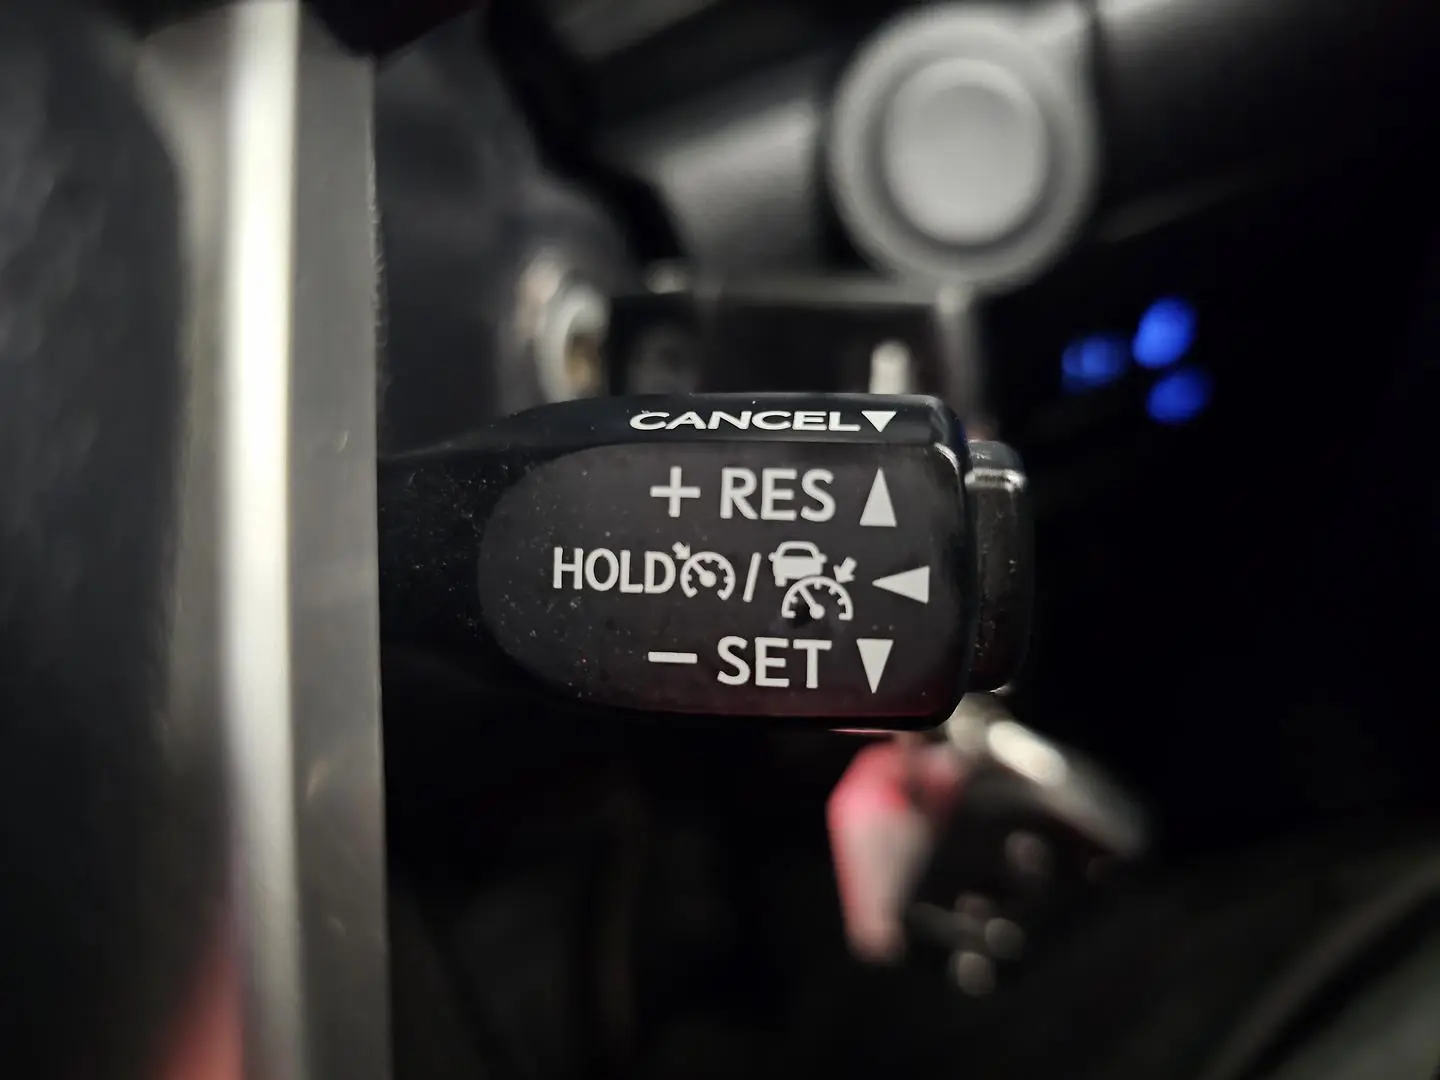 CANCEL▼
+ RES ▲
HOLD / ◀
− SET ▼